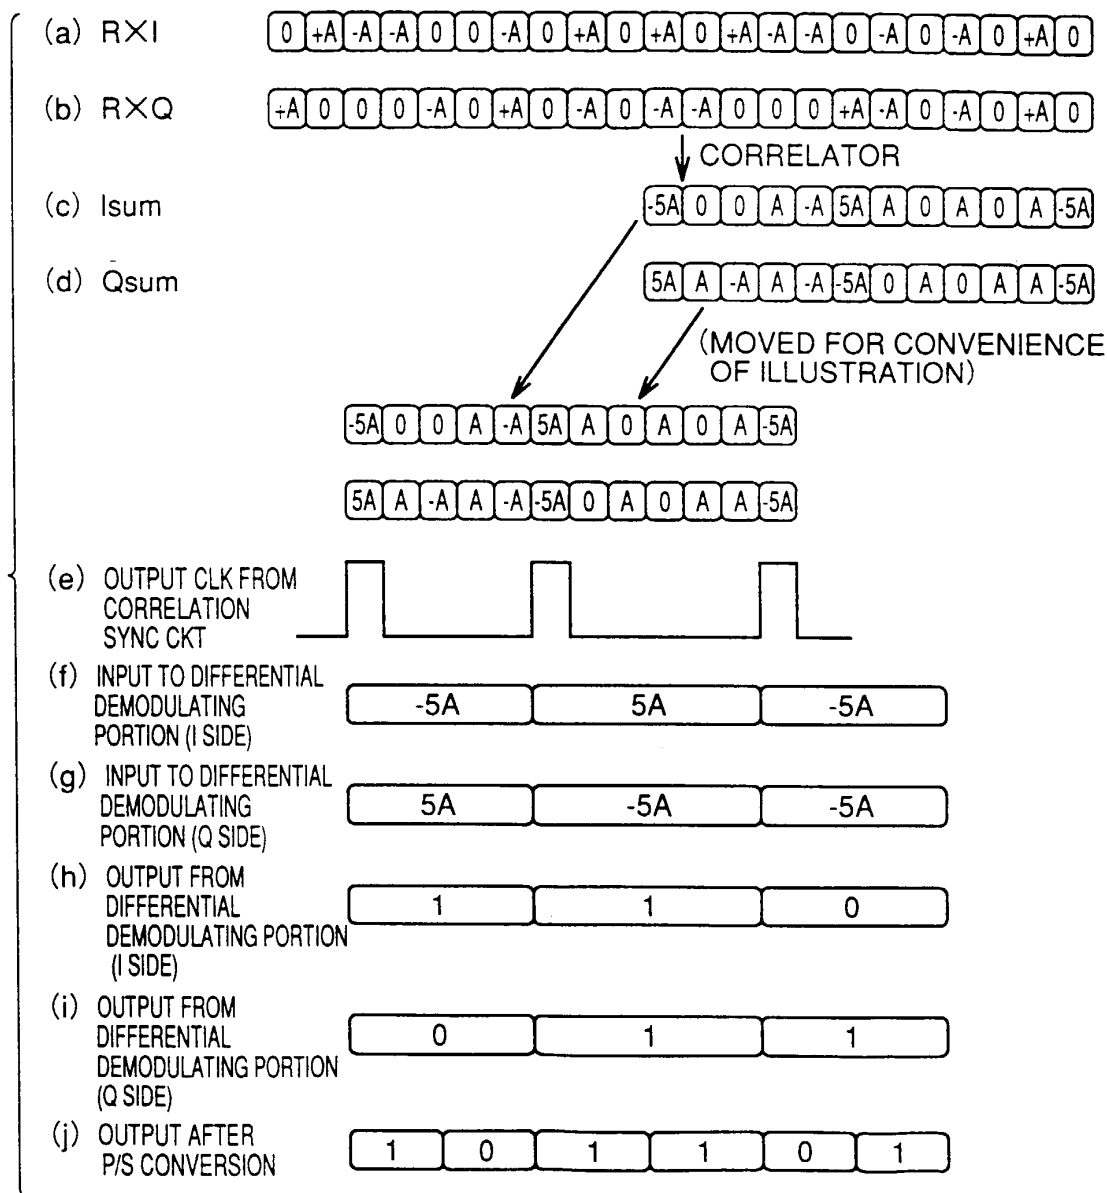 (a) RXI 0 +A -A -A 0 0 -A 0 +A 0 +A 0 +A -A -A 0 -A 0 -A 0 +A 0
(b) RXQ +A 0 0 0 -A 0 +A 0 -A 0 -A -A 0 0 0 +A -A 0 -A 0 +A 0
CORRELATOR
(c) Isum -5A 0 0 A -A 5A A 0 A 0 A -5A
(d) Qsum 5A A -A A -A -5A 0 A 0 A A -5A
(MOVED FOR CONVENIENCE
OF ILLUSTRATION)
-5A 0 0 A -A 5A A 0 A 0 A -5A
5A A -A A -A -5A 0 A 0 A A -5A
(e) OUTPUT CLK FROM
CORRELATION
SYNC CKT
(f) INPUT TO DIFFERENTIAL
DEMODULATING
PORTION (I SIDE)
-5A 5A -5A
(g) INPUT TO DIFFERENTIAL
DEMODULATING
PORTION (Q SIDE)
5A -5A -5A
(h) OUTPUT FROM
DIFFERENTIAL
DEMODULATING PORTION
(I SIDE)
1 1 0
(i) OUTPUT FROM
DIFFERENTIAL
DEMODULATING PORTION
(Q SIDE)
0 1 1
(j) OUTPUT AFTER
P/S CONVERSION
1 0 1 1 0 1